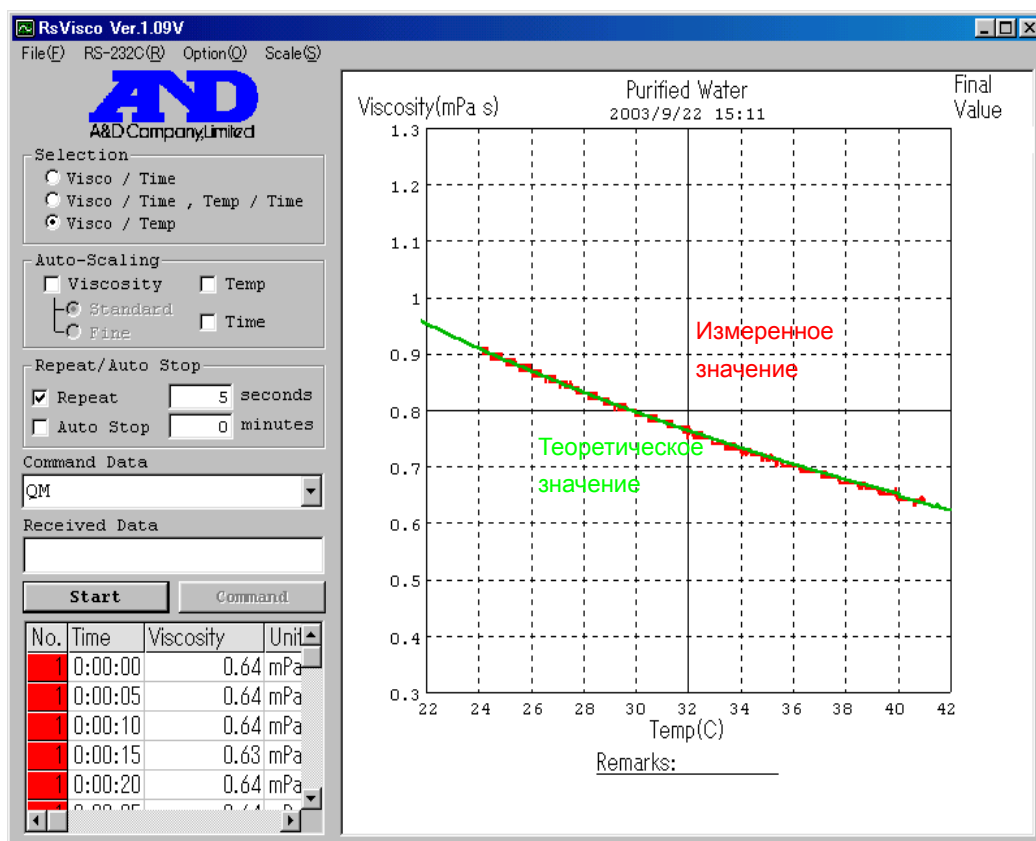 RsVisco Ver.1.09V
File(F) RS-232C(R) Option(O) Scale(S)
AND
A&D Company,Limited
Selection
Visco / Time
Visco / Time , Temp / Time
Visco / Temp
Auto-Scaling
Viscosity Temp
Standard
Time
Fine
Repeat/Auto Stop
Repeat 5 seconds
Auto Stop 0 minutes
Command Data
QM
Received Data
Start Command
No. Time Viscosity Unit
1 0:00:00 0.64 mPa
1 0:00:05 0.64 mPa
1 0:00:10 0.64 mPa
1 0:00:15 0.63 mPa
1 0:00:20 0.64 mPa
Purified Water
2003/9/22 15:11
Final
Value
Viscosity(mPa s)
1.3
1.2
1.1
1
0.9
0.8
0.7
0.6
0.5
0.4
0.3
Измеренное
значение
Теоретическое
значение
22 24 26 28 30 32 34 36 38 40 42
Temp(C)
Remarks: